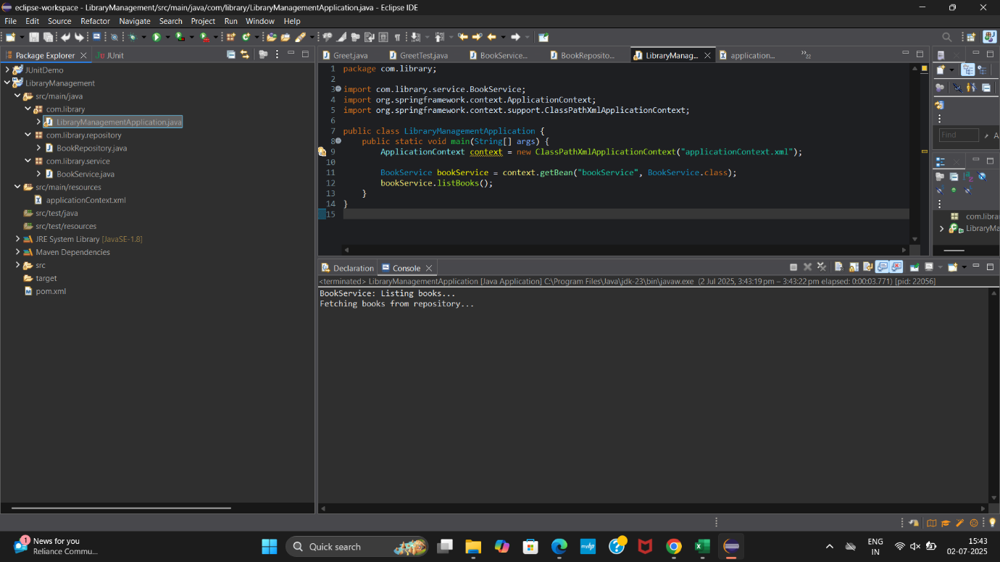 eclipse-workspace - LibraryManagement/src/main/java/com/library/LibraryManagementApplication.java - Eclipse IDE
File Edit Source Refactor Navigate Search Project Run Window Help
Package Explorer
JUnit
JUnitDemo
LibraryManagement
src/main/java
com.library
LibraryManagementApplication.java
com.library.repository
BookRepository.java
com.library.service
BookService.java
src/main/resources
applicationContext.xml
src/test/java
src/test/resources
JRE System Library [JavaSE-1.8]
Maven Dependencies
src
target
pom.xml
Greet.java GreetTest.java BookService... BookReposito... LibraryManag... application... »22
1 package com.library;
2
3 import com.library.service.BookService;
4 import org.springframework.context.ApplicationContext;
5 import org.springframework.context.support.ClassPathXmlApplicationContext;
6
7 public class LibraryManagementApplication {
8 public static void main(String[] args) {
9 ApplicationContext context = new ClassPathXmlApplicationContext("applicationContext.xml");
10
11 BookService bookService = context.getBean("bookService", BookService.class);
12 bookService.listBooks();
13 }
14 }
15
Find
A
com.librar
LibraryMa
Declaration Console
<terminated> LibraryManagementApplication [Java Application] C:\Program Files\Java\jdk-23\bin\javaw.exe (2 Jul 2025, 3:43:19 pm – 3:43:22 pm elapsed: 0:00:03.771) [pid: 22056]
BookService: Listing books...
Fetching books from repository...
1
News for you
Reliance Commu...
Quick search
myhp
ENG
IN
15:43
02-07-2025